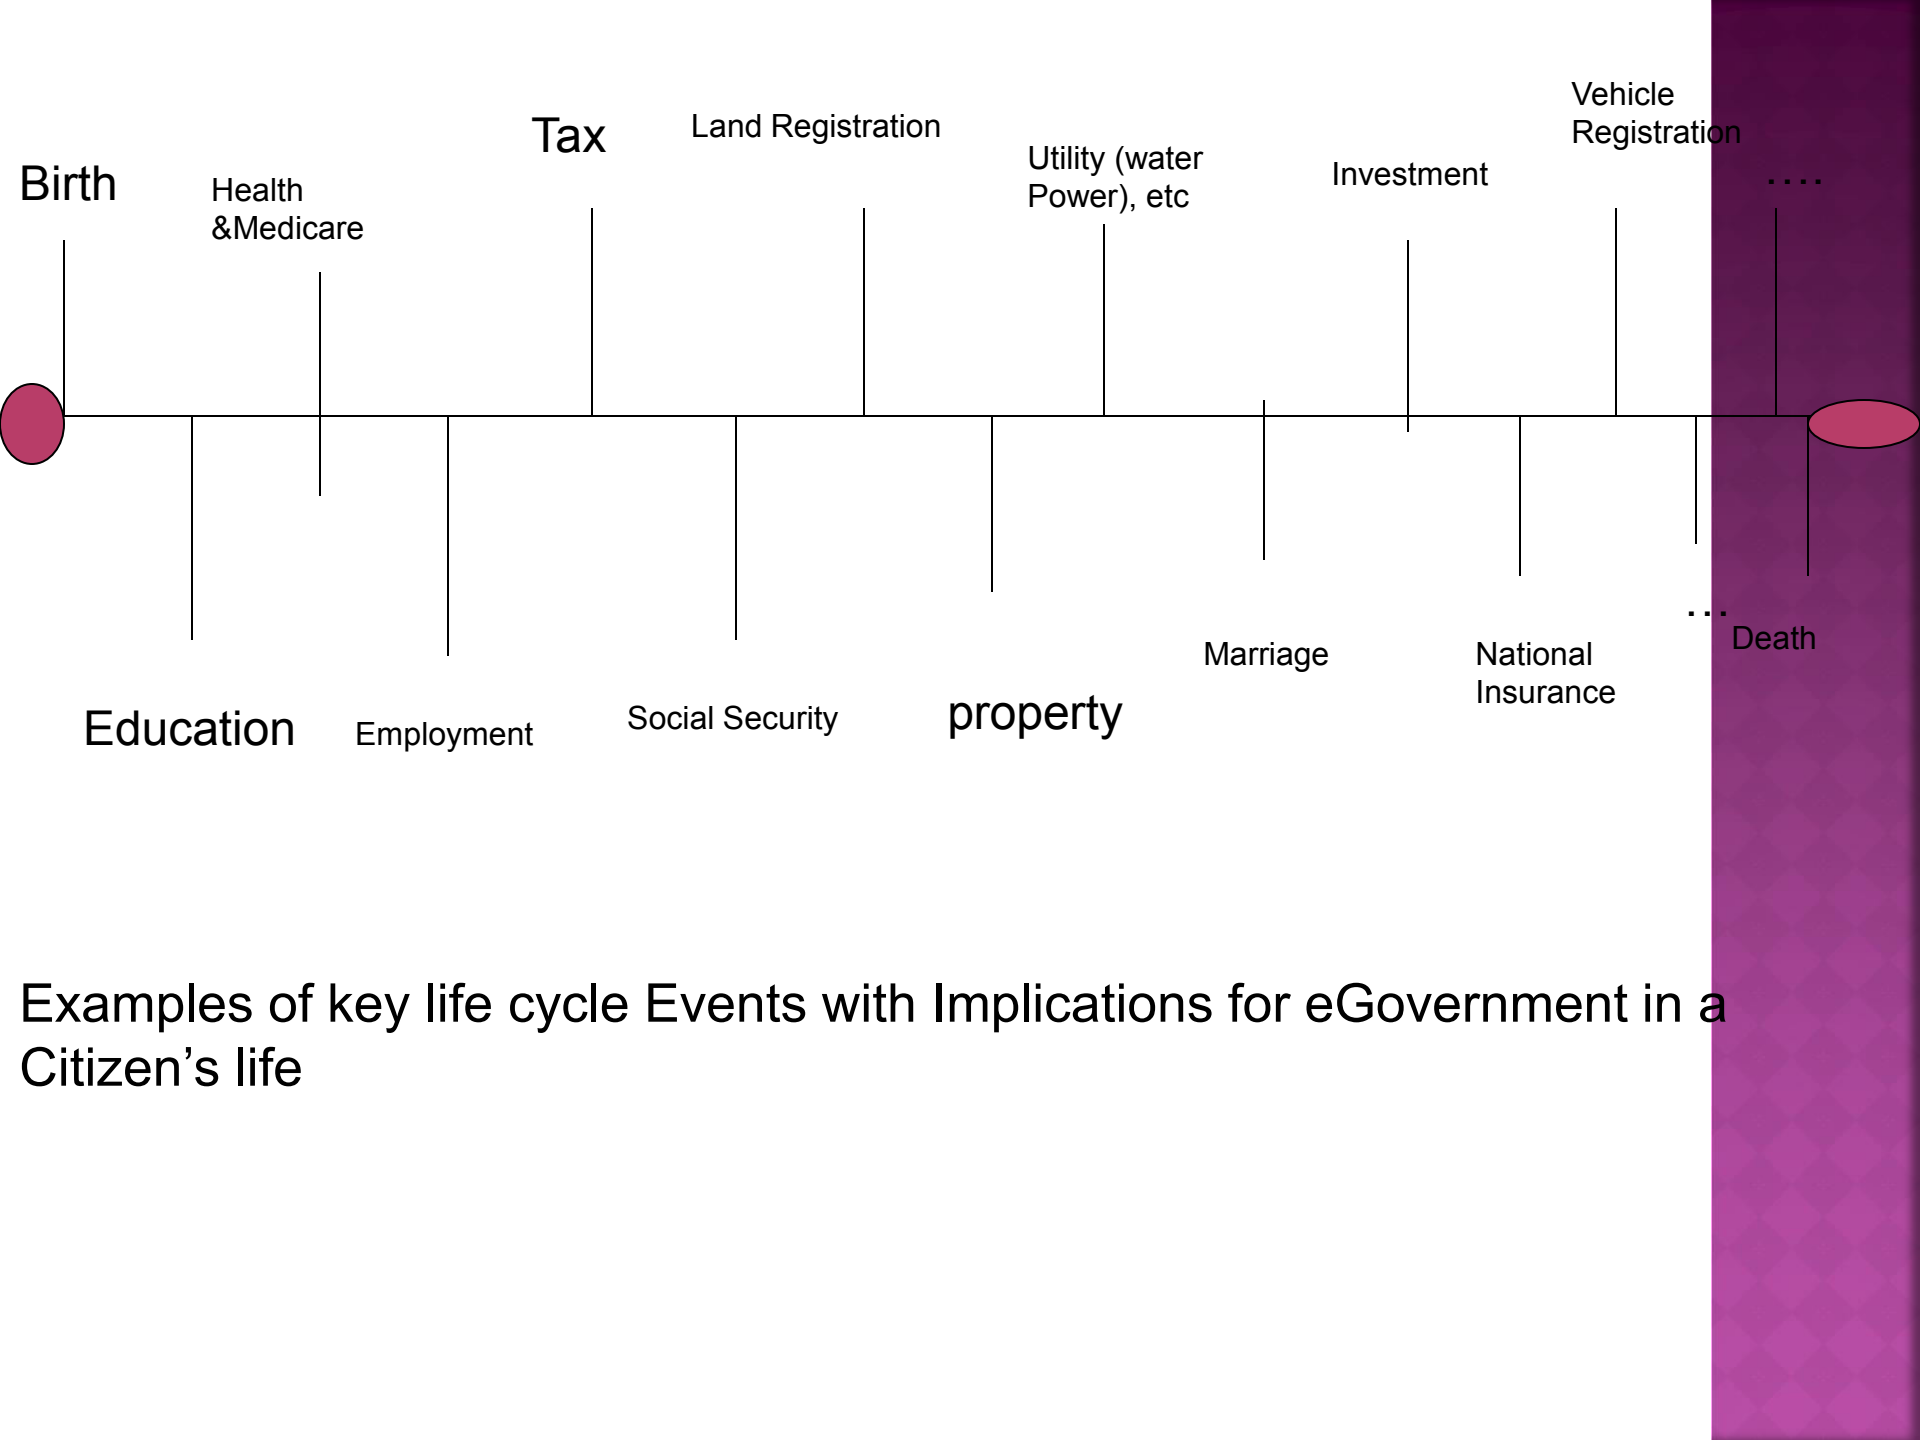 Birth
Health
&Medicare
Tax
Land Registration
Utility (water
Power), etc
Investment
Vehicle
Registration
....
Education
Employment
Social Security
property
Marriage
National
Insurance
...
Death
Examples of key life cycle Events with Implications for eGovernment in a
Citizen’s life